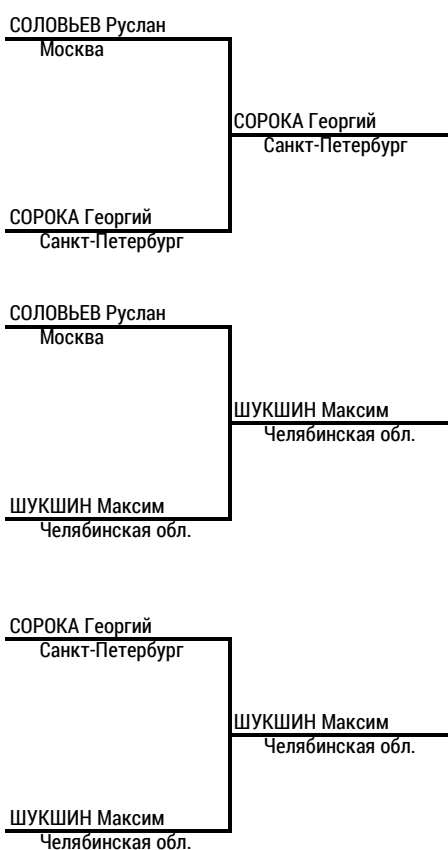 СОЛОВЬЕВ Руслан
Москва
СОРОКА Георгий
Санкт-Петербург
СОРОКА Георгий
Санкт-Петербург
СОЛОВЬЕВ Руслан
Москва
ШУКШИН Максим
Челябинская обл.
ШУКШИН Максим
Челябинская обл.
СОРОКА Георгий
Санкт-Петербург
ШУКШИН Максим
Челябинская обл.
ШУКШИН Максим
Челябинская обл.